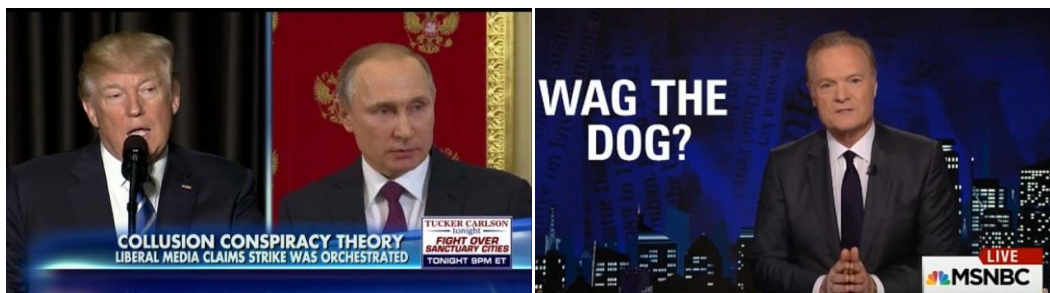 COLLUSION CONSPIRACY THEORY
LIBERAL MEDIA CLAIMS STRIKE WAS ORCHESTRATED
TUCKER CARLSON
tonight
FIGHT OVER
SANCTUARY CITIES
TONIGHT 9PM ET
WAG THE
DOG?
LIVE
MSNBC